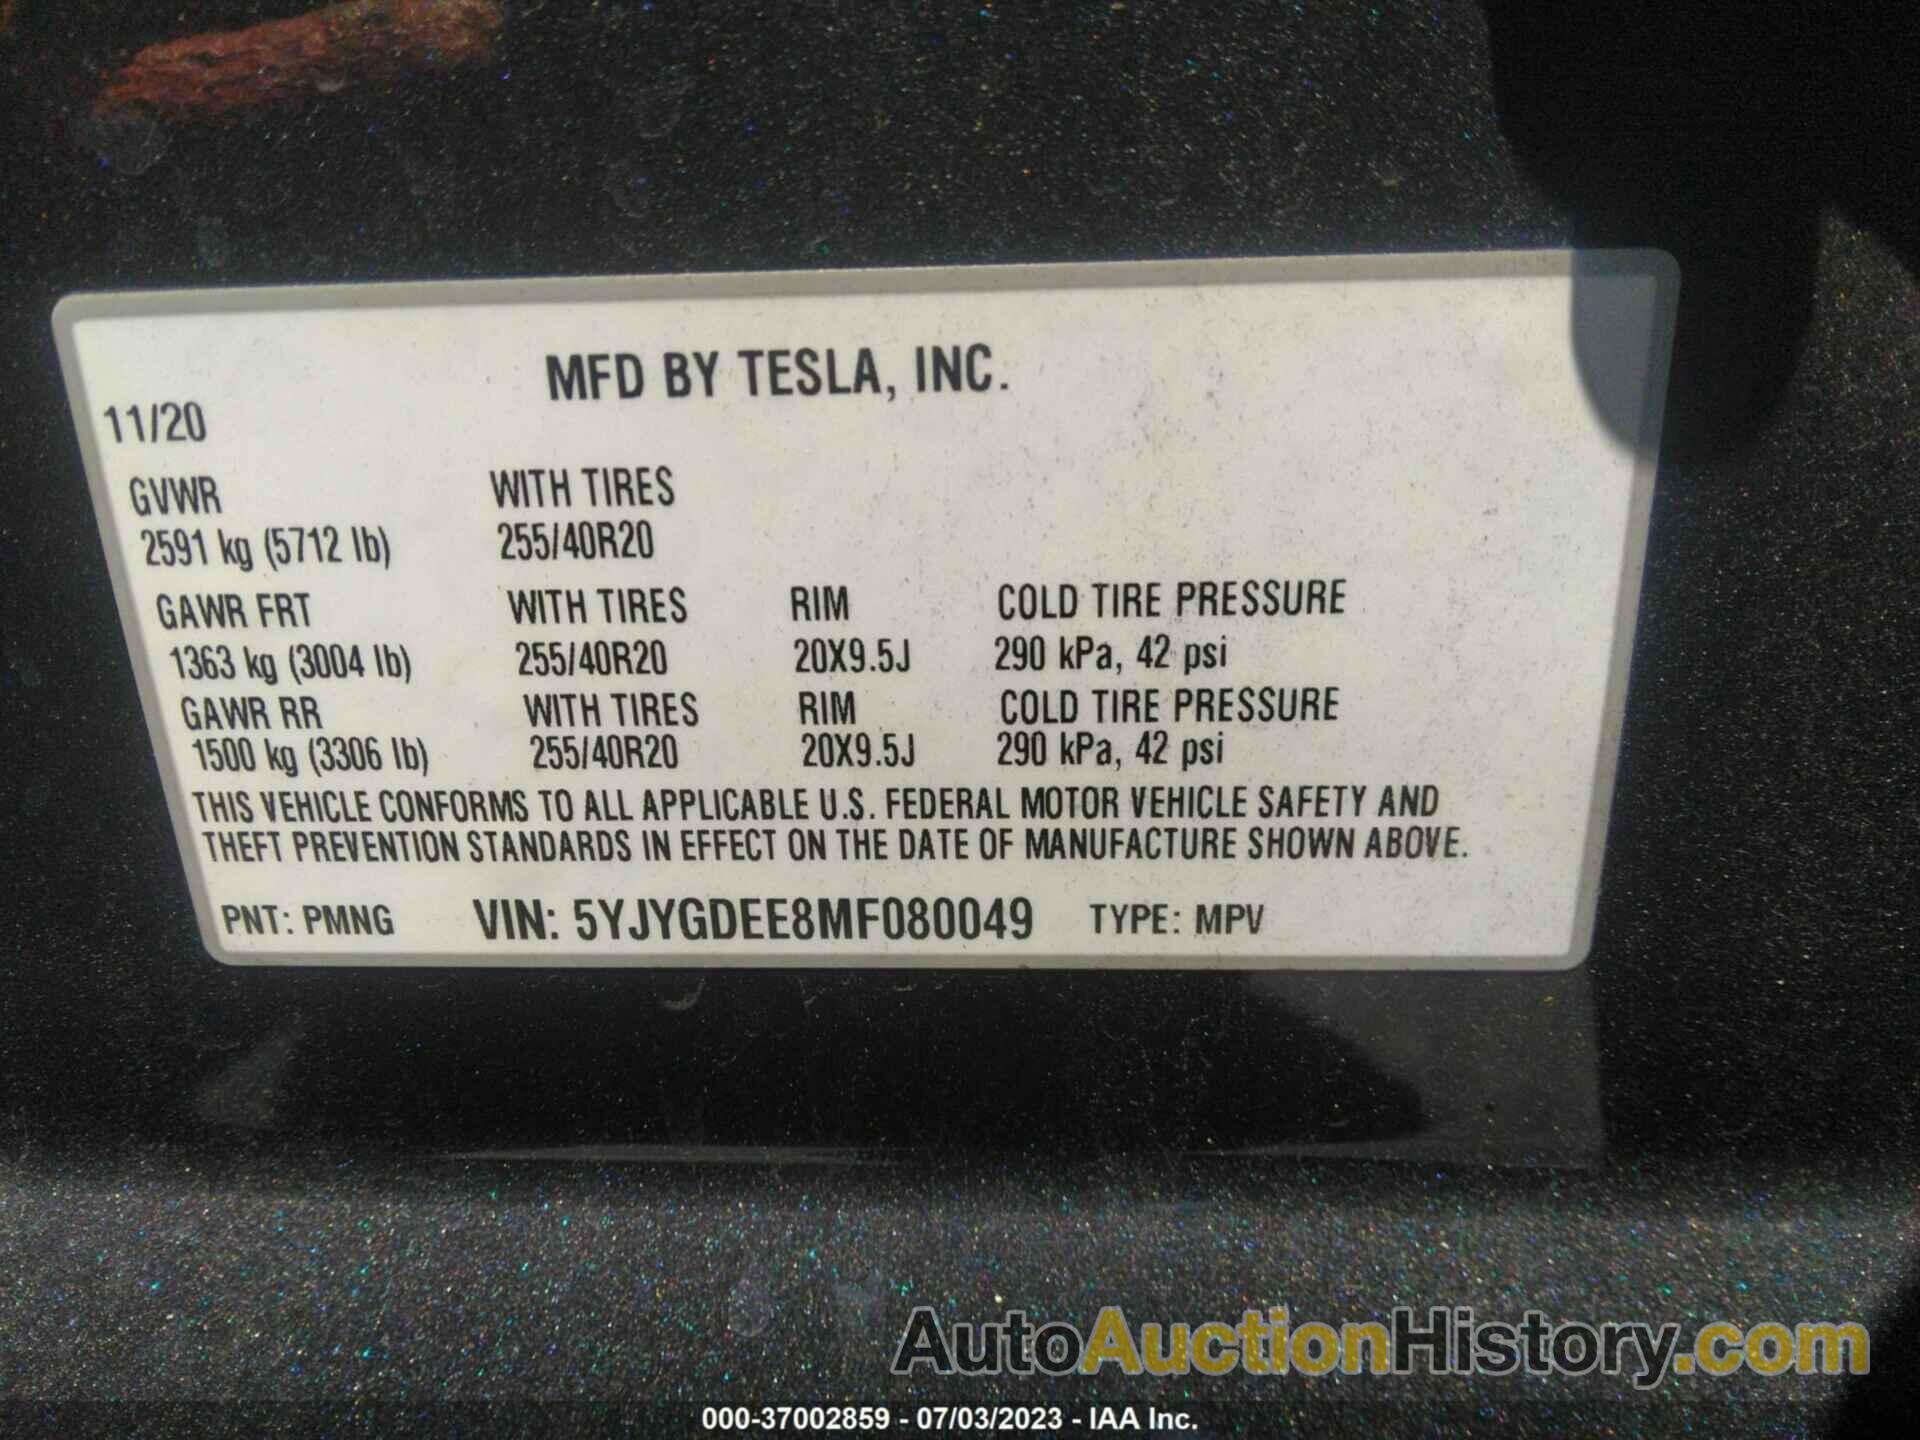 MFD BY TESLA, INC.
11/20
GVWR WITH TIRES
2591 kg (5712 lb) 255/40R20
GAWR FRT WITH TIRES RIM COLD TIRE PRESSURE
1363 kg (3004 lb) 255/40R20 20X9.5J 290 kPa, 42 psi
GAWR RR WITH TIRES RIM COLD TIRE PRESSURE
1500 kg (3306 lb) 255/40R20 20X9.5J 290 kPa, 42 psi
THIS VEHICLE CONFORMS TO ALL APPLICABLE U.S. FEDERAL MOTOR VEHICLE SAFETY AND
THEFT PREVENTION STANDARDS IN EFFECT ON THE DATE OF MANUFACTURE SHOWN ABOVE.
PNT: PMNG VIN: 5YJYGDEE8MF080049 TYPE: MPV
AutoAuctionHistory.com
000-37002859 - 07/03/2023 - IAA Inc.